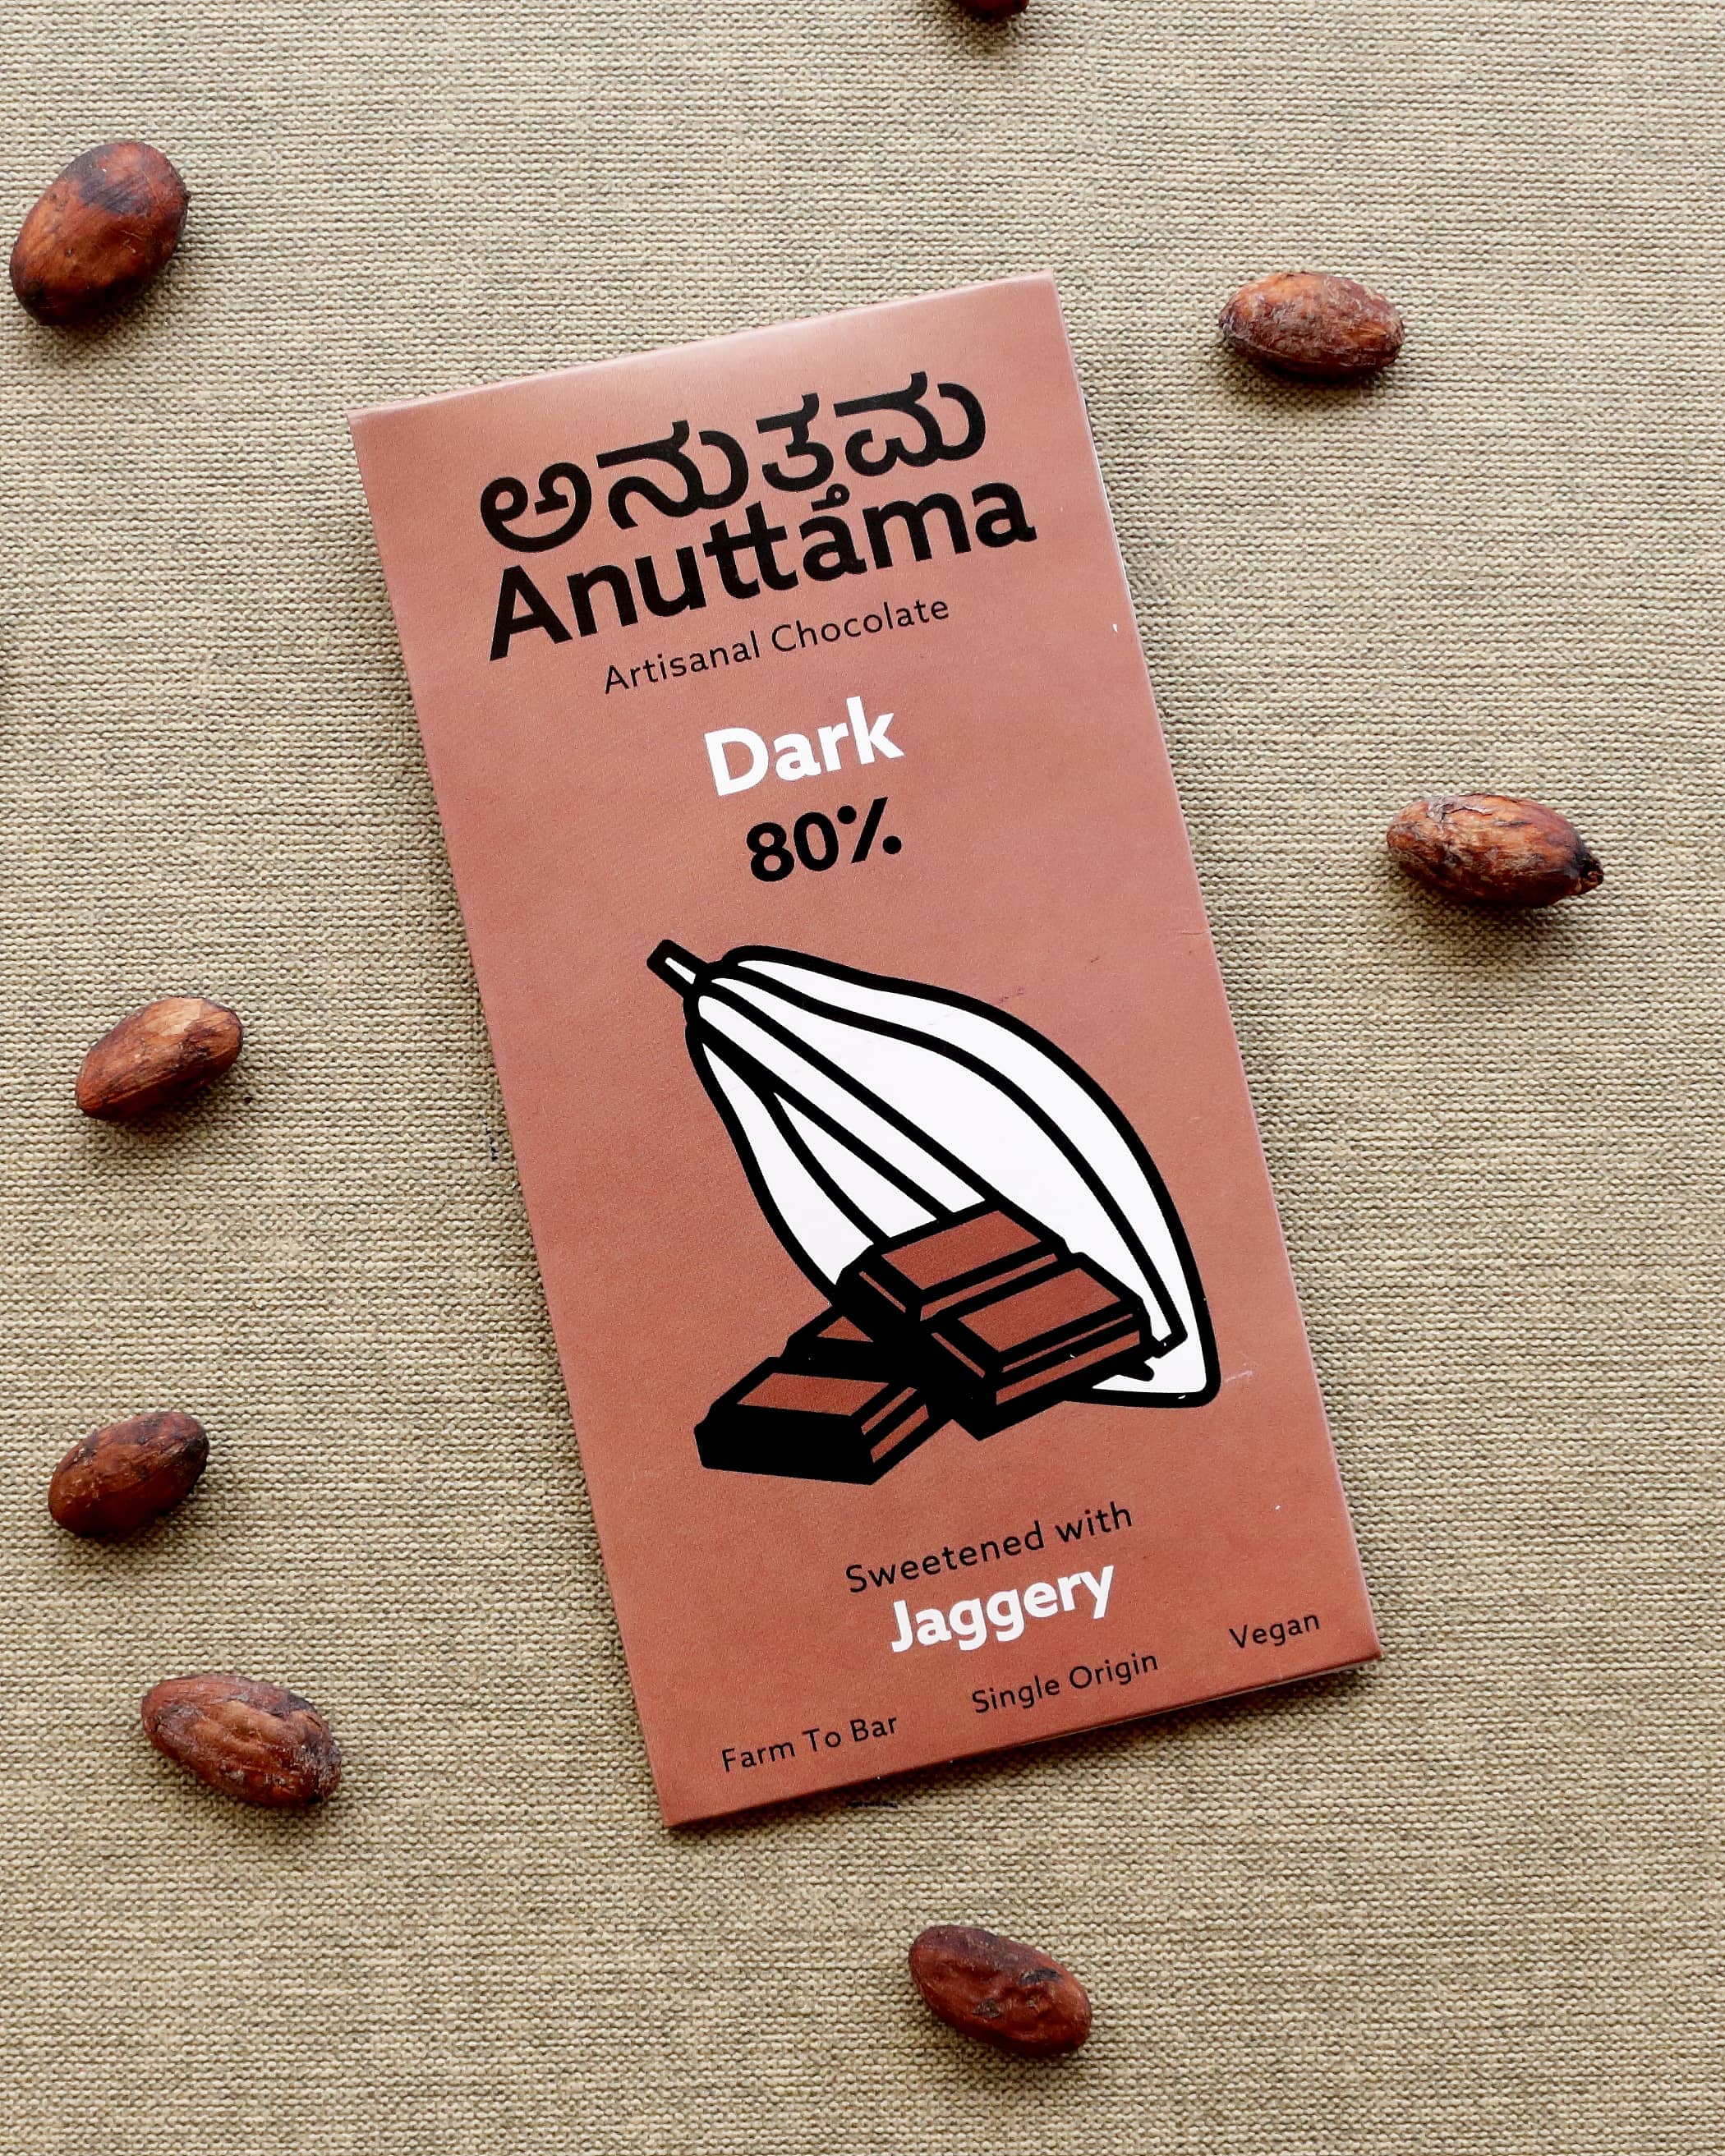 ಅನುತ್ತಮ
Anuttama
Artisanal Chocolate
Dark
80%
Sweetened with
Jaggery
Farm To Bar Single Origin Vegan